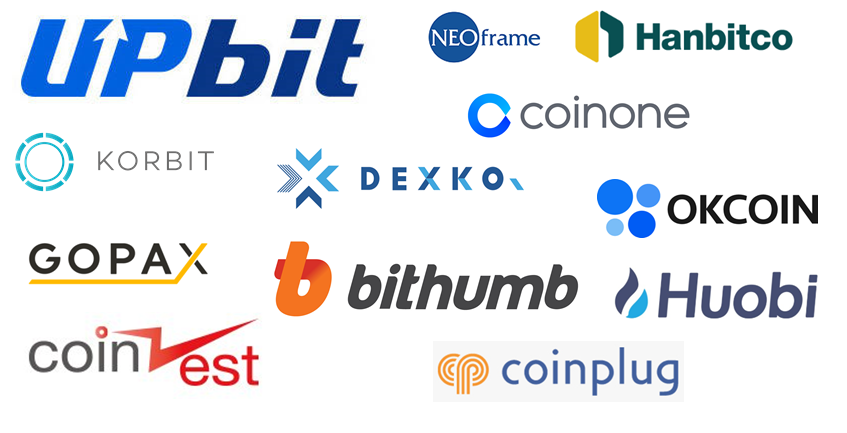 UPbit
NEOframe
Hanbitco
coinone
KORBIT
DEXKO
OKCOIN
GOPAX
bithumb
Huobi
coinvest
coinplug